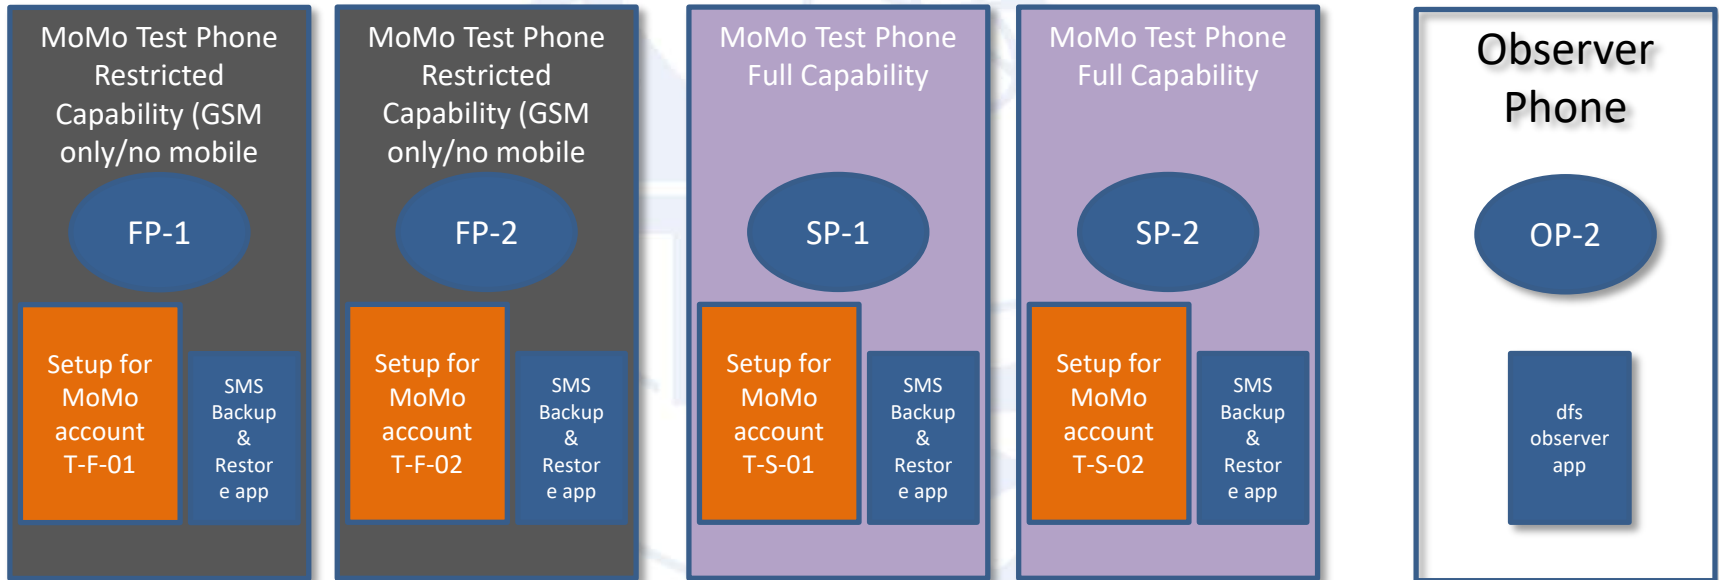 MoMo Test Phone
Restricted
Capability (GSM
only/no mobile
FP-1
Setup for
MoMo
account
T-F-01
SMS
Backup
&
Restor
e app
MoMo Test Phone
Restricted
Capability (GSM
only/no mobile
FP-2
Setup for
MoMo
account
T-F-02
SMS
Backup
&
Restor
e app
MoMo Test Phone
Full Capability
SP-1
Setup for
MoMo
account
T-S-01
SMS
Backup
&
Restor
e app
MoMo Test Phone
Full Capability
SP-2
Setup for
MoMo
account
T-S-02
SMS
Backup
&
Restor
e app
Observer
Phone
OP-2
dfs
observer
app